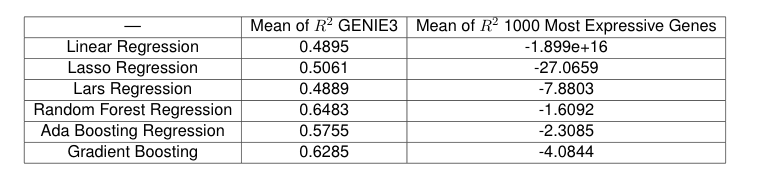 — Mean of R² GENIE3 Mean of R² 1000 Most Expressive Genes
Linear Regression 0.4895 -1.899e+16
Lasso Regression 0.5061 -27.0659
Lars Regression 0.4889 -7.8803
Random Forest Regression 0.6483 -1.6092
Ada Boosting Regression 0.5755 -2.3085
Gradient Boosting 0.6285 -4.0844